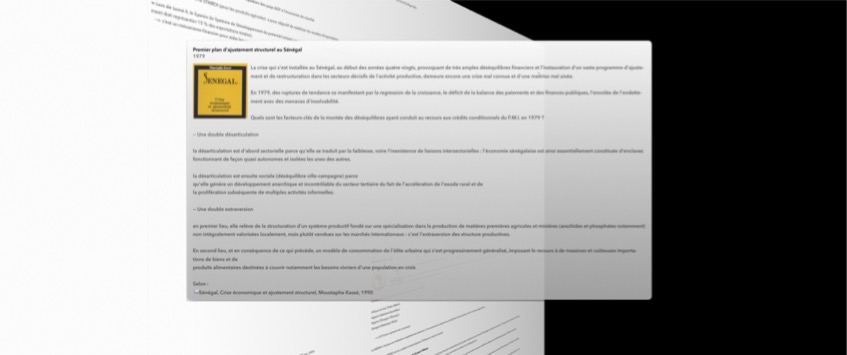 Premier plan d'ajustement structurel au Sénégal
1979
La crise qui s'est installée au Sénégal, au début des années quatre vingts, provoquant de très amples déséquilibres financiers et l'instauration d'un vaste programme d'ajuste-
ment et de restructuration dans les secteurs décisifs de l'activité productive, demeure encore une crise mal connue et d'une maîtrise mal aisée.
SENEGAL
Crise
économique
et ajustement
structurel
En 1979, des ruptures de tendance se manifestent par la regression de la croissance, le déficit de la balance des paiements et des finances publiques, l'envolée de l'endette-
ment avec des menaces d'insolvabilité.
Quels sont les facteurs clés de la montée des déséquilibres ayant conduit au recours aux crédits conditionnels du F.M.I. en 1979 ?
– Une double désarticulation
la désarticulation est d'abord sectorielle parce qu'elle se traduit par la faiblesse, voire l'inexistence de liaisons intersectorielles : l'économie sénégalaise est ainsi essentiellement constituée d'enclaves
fonctionnant de façon quasi autonomes et isolées les unes des autres.
la désarticulation est ensuite sociale (déséquilibre ville-campagne) parce
qu'elle génère un développement anarchique et incontrôlable du secteur tertiaire du fait de l'accélération de l'exode rural et de
la prolifération subséquente de multiples activités informelles.
– Une double extraversion
en premier lieu, elle relève de la structuration d'un système productif fondé sur une spécialisation dans la production de matières premières agricoles et minières (arachides et phosphates notamment)
non intégralement valorisées localement, mais plutôt vendues sur les marchés internationaux : c'est l'extraversion des structure productives.
En second lieu, et en conséquence de ce qui précède, un modèle de consommation de l'élite urbaine qui s'est progressivement généralisé, imposant le recours à de massives et coûteuses importa-
tions de biens et de
produits alimentaires destinées à couvrir notamment les besoins vivriers d'une population en croix
Selon :
Sénégal, Crise économique et ajustement structurel, Moustapha Kassé, 1990